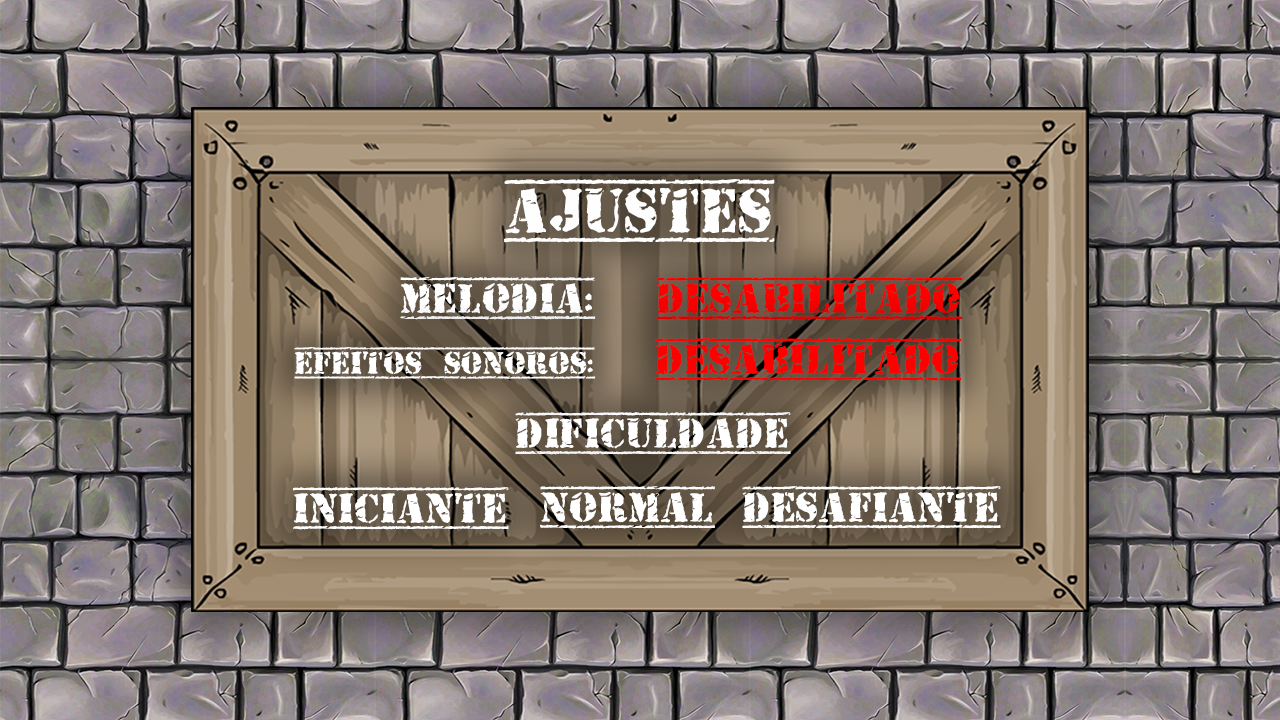 AJUSTES
MELODIA: DESABILITADO
EFEITOS SONOROS: DESABILITADO
DIFICULDADE
INICIANTE NORMAL DESAFIANTE